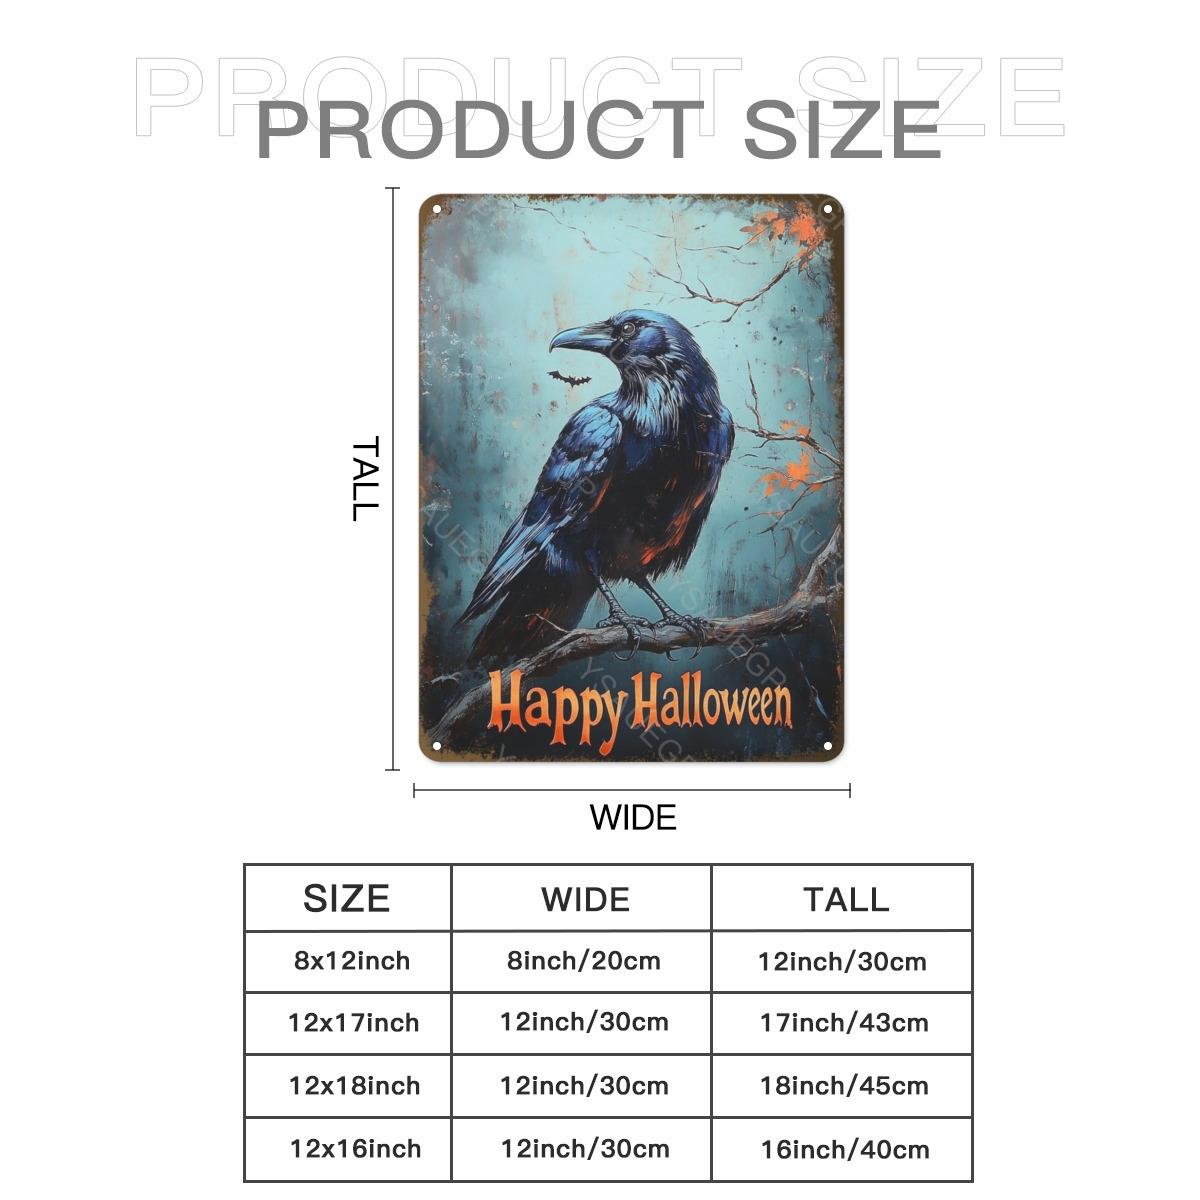 PRODUCT SIZE
PRODUCT SIZE
TALL
Happy Halloween
WIDE
SIZE WIDE TALL
8x12inch 8inch/20cm 12inch/30cm
12x17inch 12inch/30cm 17inch/43cm
12x18inch 12inch/30cm 18inch/45cm
12x16inch 12inch/30cm 16inch/40cm